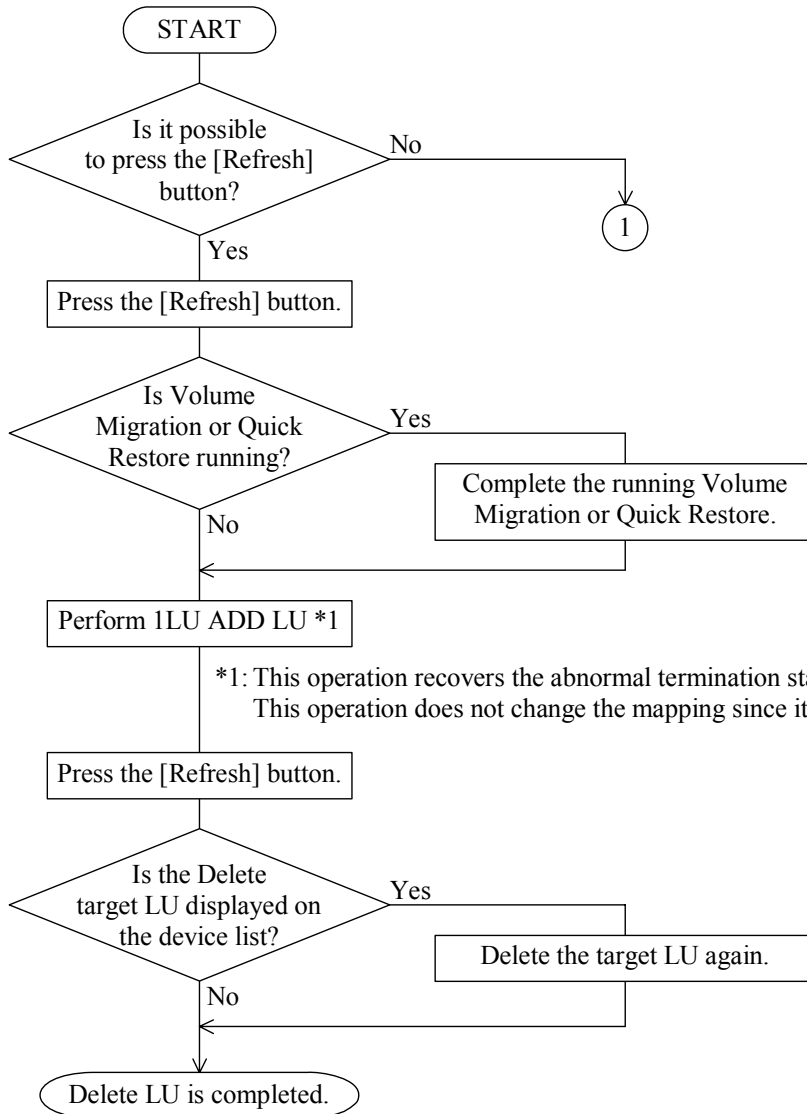 START
Is it possible
to press the [Refresh]
button?
No
1
Yes
Press the [Refresh] button.
Is Volume
Migration or Quick
Restore running?
Yes
Complete the running Volume
Migration or Quick Restore.
No
Perform 1LU ADD LU *1
*1: This operation recovers the abnormal termination
This operation does not change the mapping since it
Press the [Refresh] button.
Is the Delete
target LU displayed on
the device list?
Yes
Delete the target LU again.
No
Delete LU is completed.